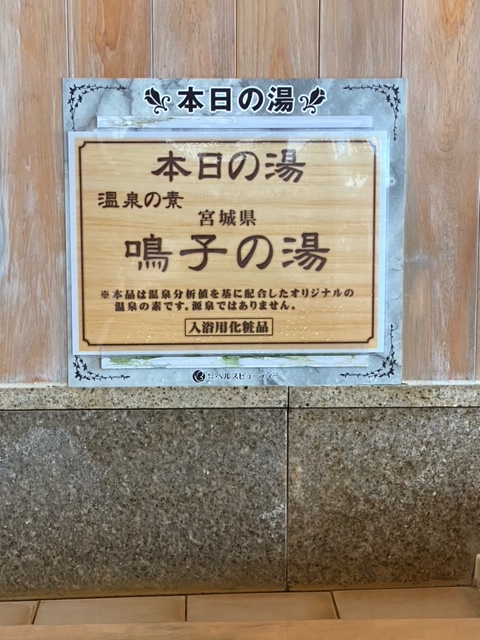 本日の湯
本日の湯
温泉の素
宮城県
鳴子の湯
※本品は温泉分析値を基に配合したオリジナルの
温泉の素です。源泉ではありません。
入浴用化粧品
ヘルスビューティー